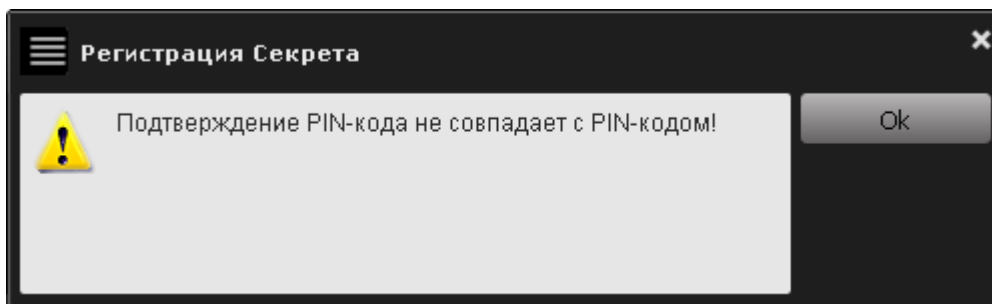 Регистрация Секрета
Подтверждение PIN-кода не совпадает с PIN-кодом!
Ok